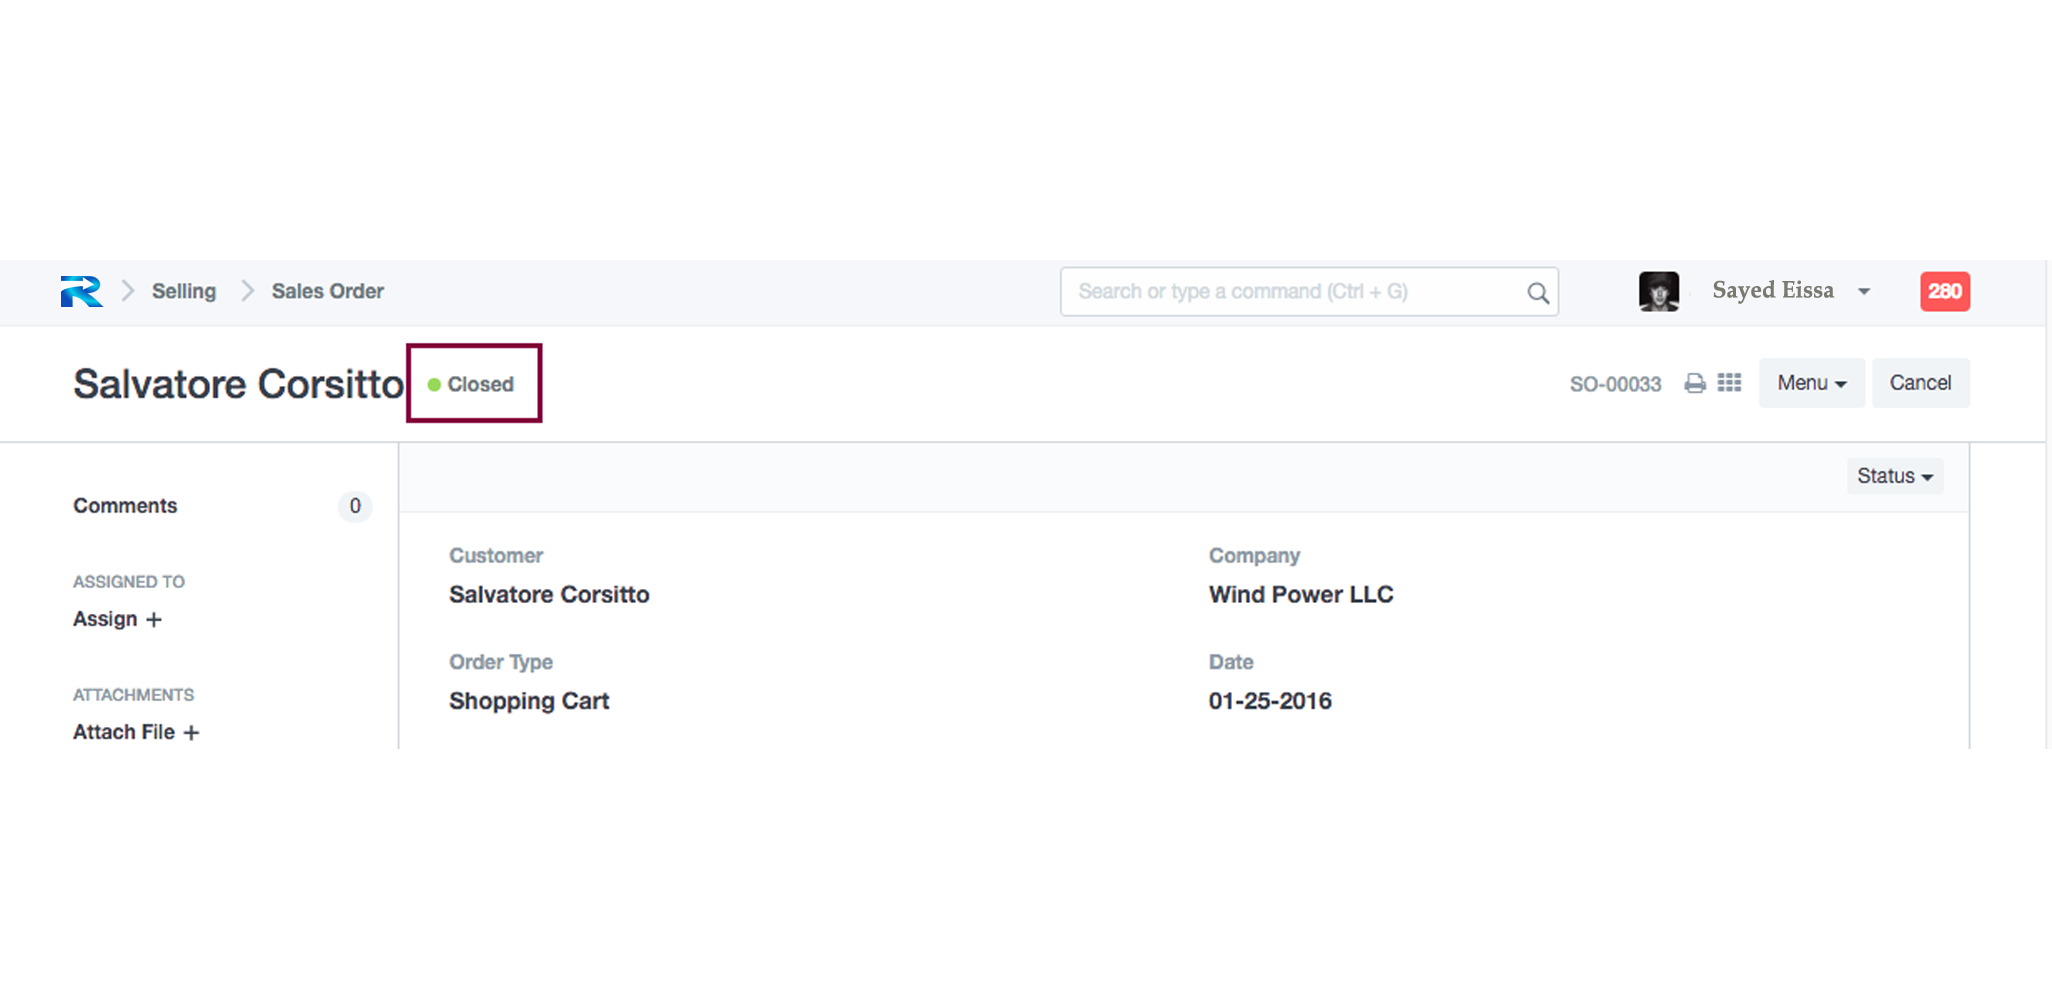 Selling Sales Order Search or type a command (Ctrl + G) Sayed Eissa 280
Salvatore Corsitto Closed SO-00033 Menu Cancel
Status
Comments 0
Customer Company
ASSIGNED TO
Salvatore Corsitto Wind Power LLC
Assign +
Order Type Date
ATTACHMENTS
Shopping Cart 01-25-2016
Attach File +